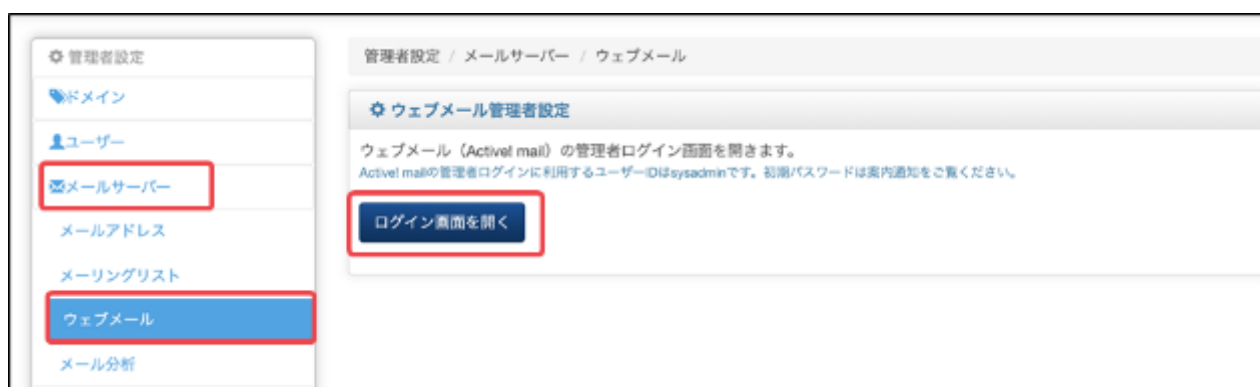 管理者設定
ドメイン
ユーザー
メールサーバー
メールアドレス
メーリングリスト
ウェブメール
メール分析
管理者設定 / メールサーバー / ウェブメール
ウェブメール管理者設定
ウェブメール（Active! mail）の管理者ログイン画面を開きます。
Active! mailの管理者ログインに利用するユーザーIDはsysadminです。初期パスワードは案内通知をご覧ください。
ログイン画面を開く